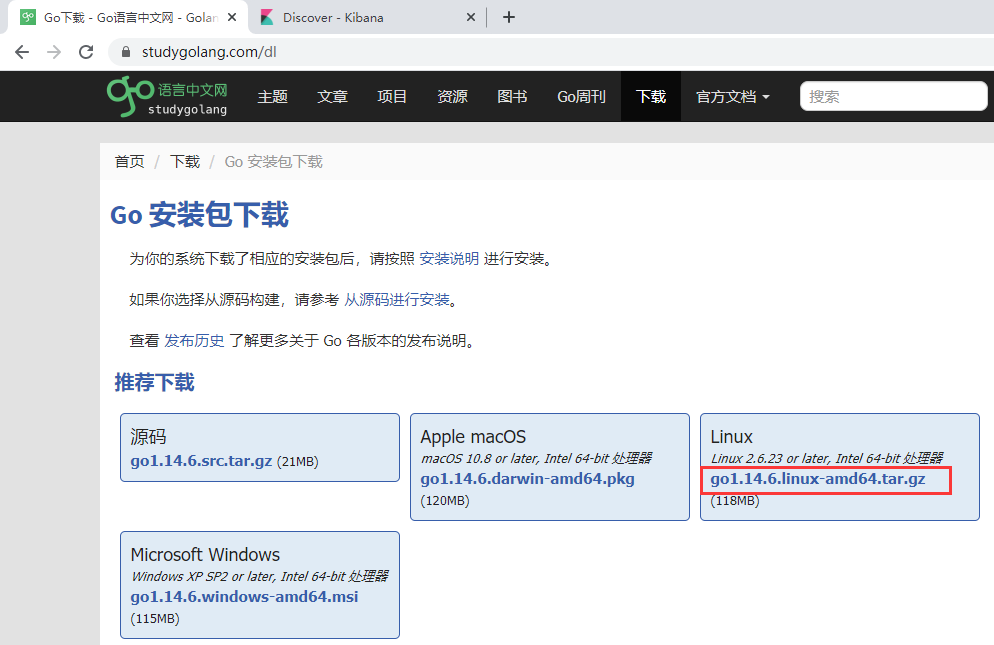 Go下载 - Go语言中文网 - Golan
Discover - Kibana
studygolang.com/dl
go 语言中文网
studygolang
主题 文章 项目 资源 图书 Go周刊 下载 官方文档 搜索
首页 / 下载 / Go 安装包下载
Go 安装包下载
为你的系统下载了相应的安装包后，请按照 安装说明 进行安装。
如果你选择从源码构建，请参考 从源码进行安装。
查看 发布历史 了解更多关于 Go 各版本的发布说明。
推荐下载
源码
go1.14.6.src.tar.gz (21MB)
Apple macOS
macOS 10.8 or later, Intel 64-bit 处理器
go1.14.6.darwin-amd64.pkg
(120MB)
Linux
Linux 2.6.23 or later, Intel 64-bit 处理器
go1.14.6.linux-amd64.tar.gz
(118MB)
Microsoft Windows
Windows XP SP2 or later, Intel 64-bit 处理器
go1.14.6.windows-amd64.msi
(115MB)